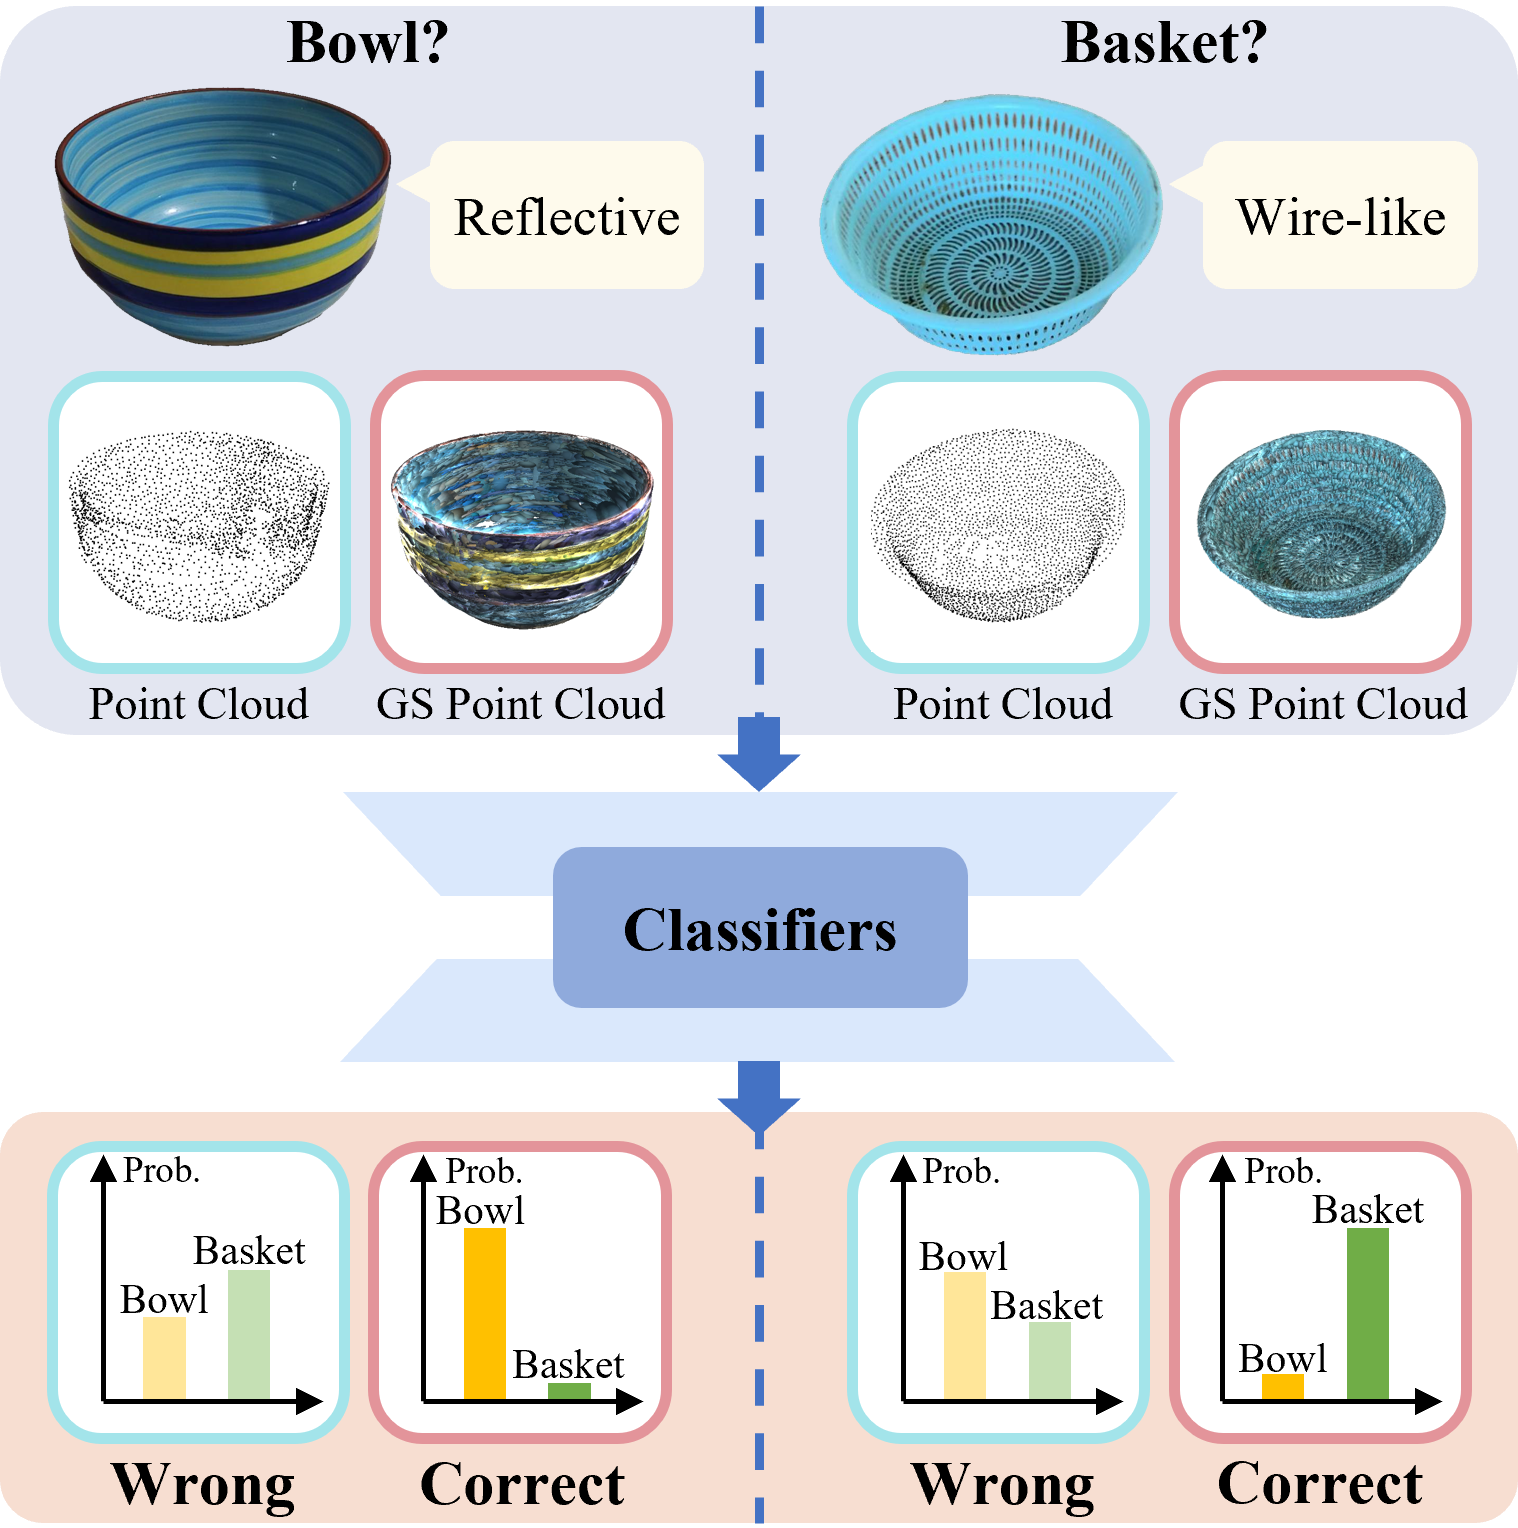 Bowl?
Basket?
Reflective
Wire-like
Point Cloud
GS Point Cloud
Point Cloud
GS Point Cloud
Classifiers
Prob.
Bowl
Basket
Prob.
Bowl
Basket
Prob.
Bowl
Basket
Prob.
Bowl
Basket
Wrong
Correct
Wrong
Correct